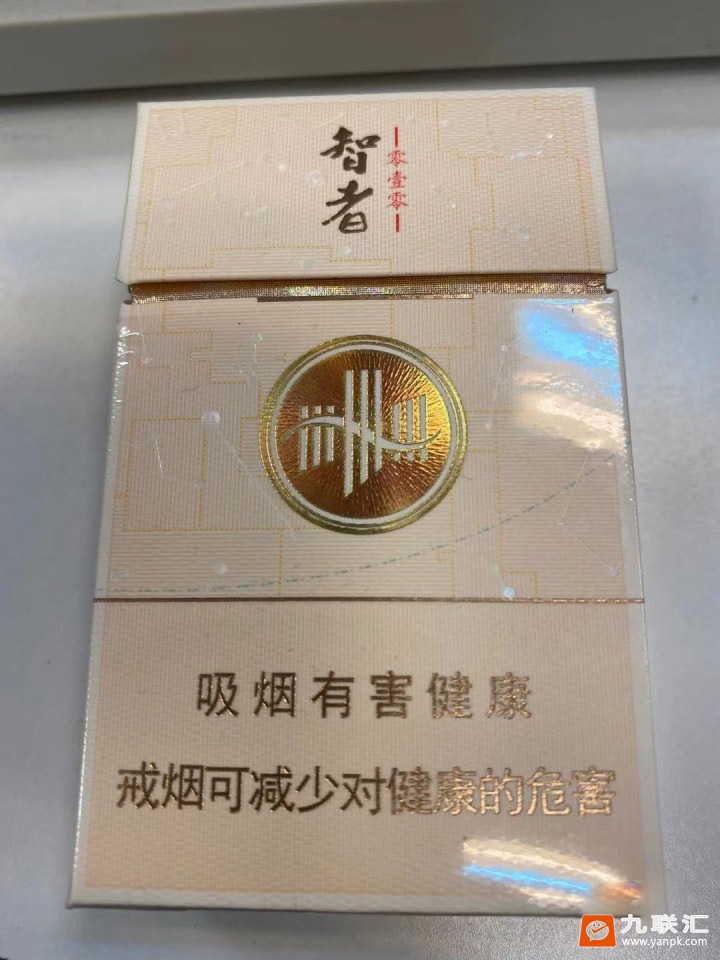 智者
零壹零
吸烟有害健康
戒烟可减少对健康的危害
九联汇
www.yanpk.com